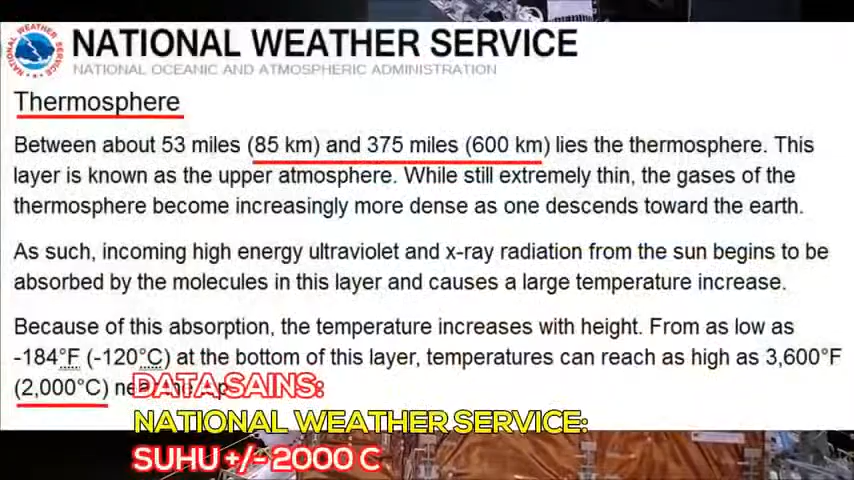 NATIONAL WEATHER SERVICE
NATIONAL OCEANIC AND ATMOSPHERIC ADMINISTRATION
Thermosphere
Between about 53 miles (85 km) and 375 miles (600 km) lies the thermosphere. This
layer is known as the upper atmosphere. While still extremely thin, the gases of the
thermosphere become increasingly more dense as one descends toward the earth.
As such, incoming high energy ultraviolet and x-ray radiation from the sun begins to be
absorbed by the molecules in this layer and causes a large temperature increase.
Because of this absorption, the temperature increases with height. From as low as
-184°F (-120°C) at the bottom of this layer, temperatures can reach as high as 3,600°F
(2,000°C)
DATA SAINS:
NATIONAL WEATHER SERVICE:
SUHU +/- 2000 C